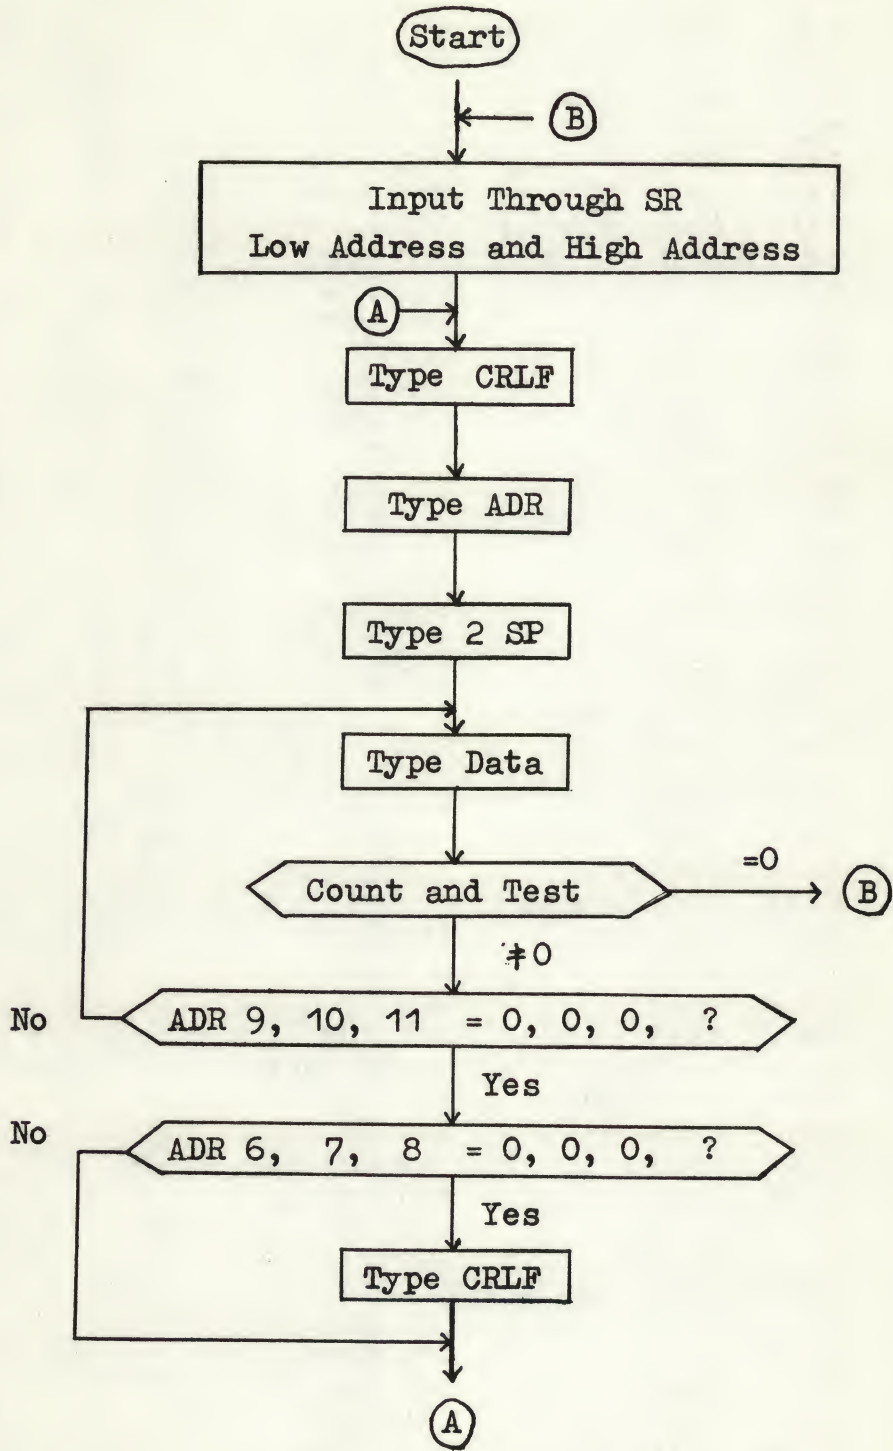 Start
B
Input Through SR
Low Address and High Address
A
Type CRLF
Type ADR
Type 2 SP
Type Data
=0
Count and Test
B
≠0
No
ADR 9, 10, 11 = 0, 0, 0, ?
Yes
No
ADR 6, 7, 8 = 0, 0, 0, ?
Yes
Type CRLF
A